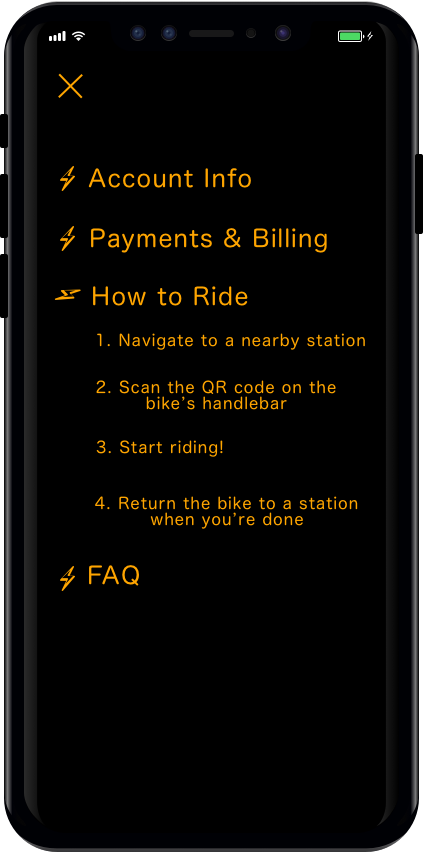 Account Info
Payments & Billing
How to Ride
1. Navigate to a nearby station
2. Scan the QR code on the
bike’s handlebar
3. Start riding!
4. Return the bike to a station
when you’re done
FAQ